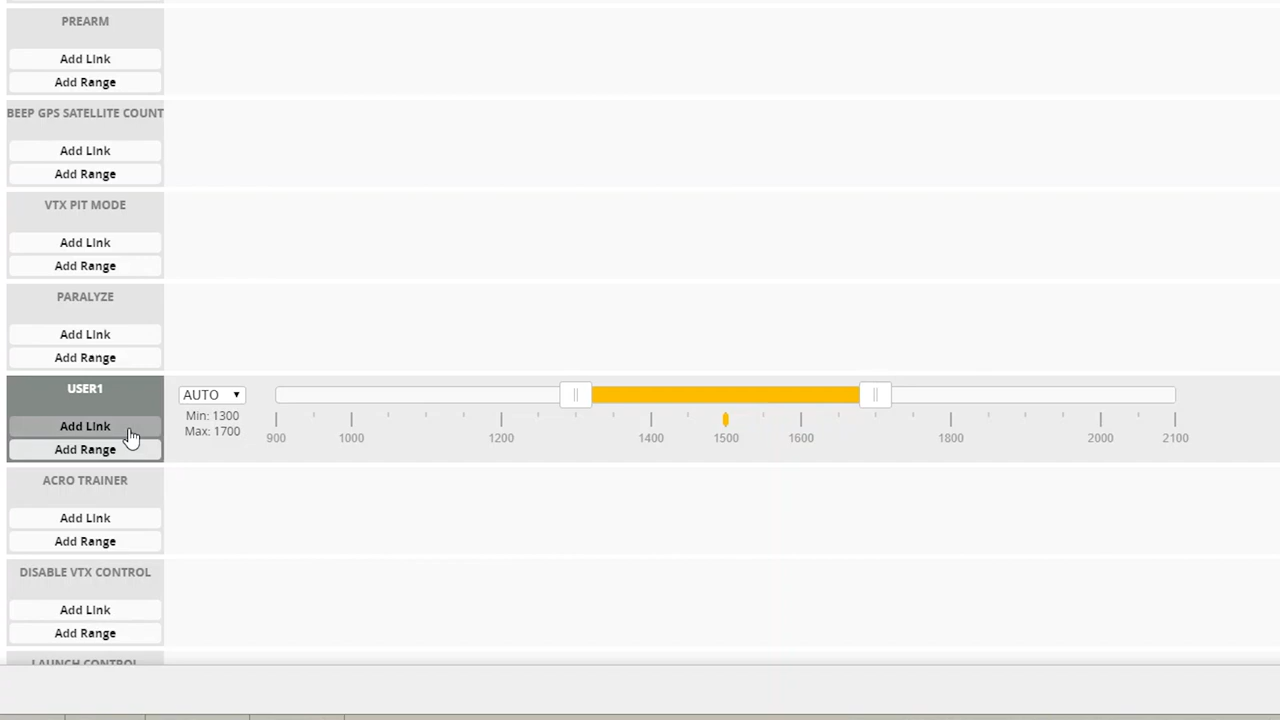 PREARM
Add Link
Add Range
BEEP GPS SATELLITE COUNT
Add Link
Add Range
VTX PIT MODE
Add Link
Add Range
PARALYZE
Add Link
Add Range
USER1
Add Link
Add Range
AUTO
Min: 1300
Max: 1700
900 1000 1200 1400 1500 1600 1800 2000 2100
ACRO TRAINER
Add Link
Add Range
DISABLE VTX CONTROL
Add Link
Add Range
LAUNCH CONTROL